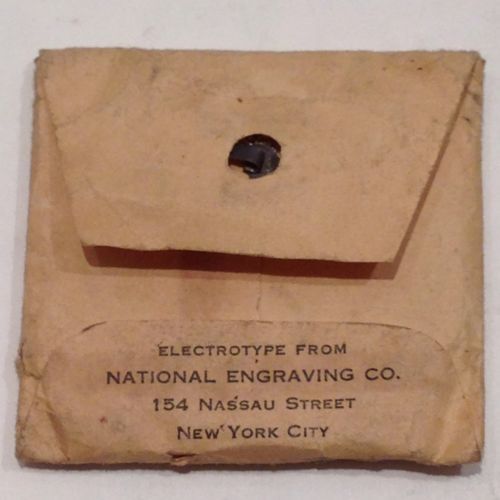 ELECTROTYPE FROM
NATIONAL ENGRAVING CO.
154 NASSAU STREET
NEW YORK CITY